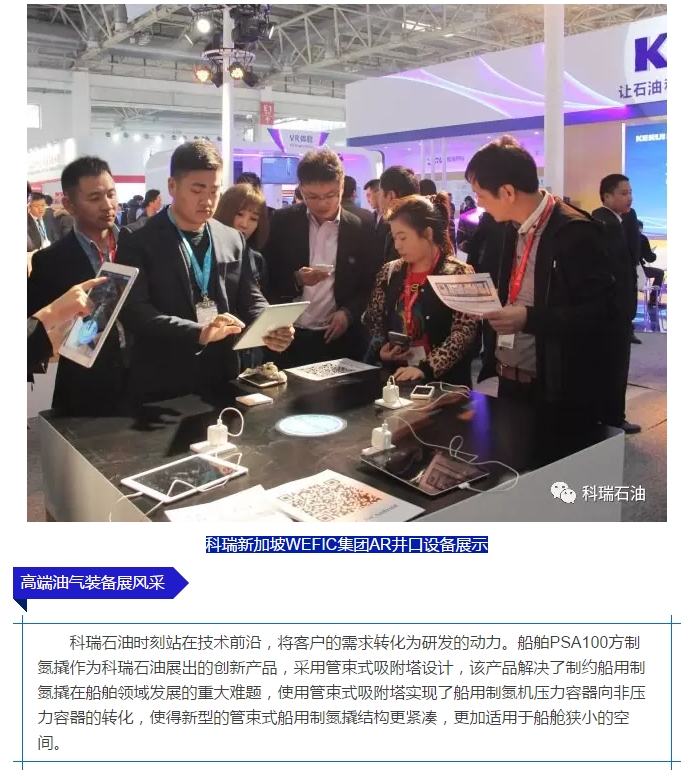 E1
K
让石油
VR体验
KERUI
科瑞石油
科瑞新加坡WEFIC集团AR井口设备展示
高端油气装备展风采
科瑞石油时刻站在技术前沿，将客户的需求转化为研发的动力。船舶PSA100方制
氮撬作为科瑞石油展出的创新产品，采用管束式吸附塔设计，该产品解决了制约船用制
氮撬在船舶领域发展的重大难题，使用管束式吸附塔实现了船用制氮机压力容器向非压
力容器的转化，使得新型的管束式船用制氮撬结构更紧凑，更加适用于船舱狭小的空
间。